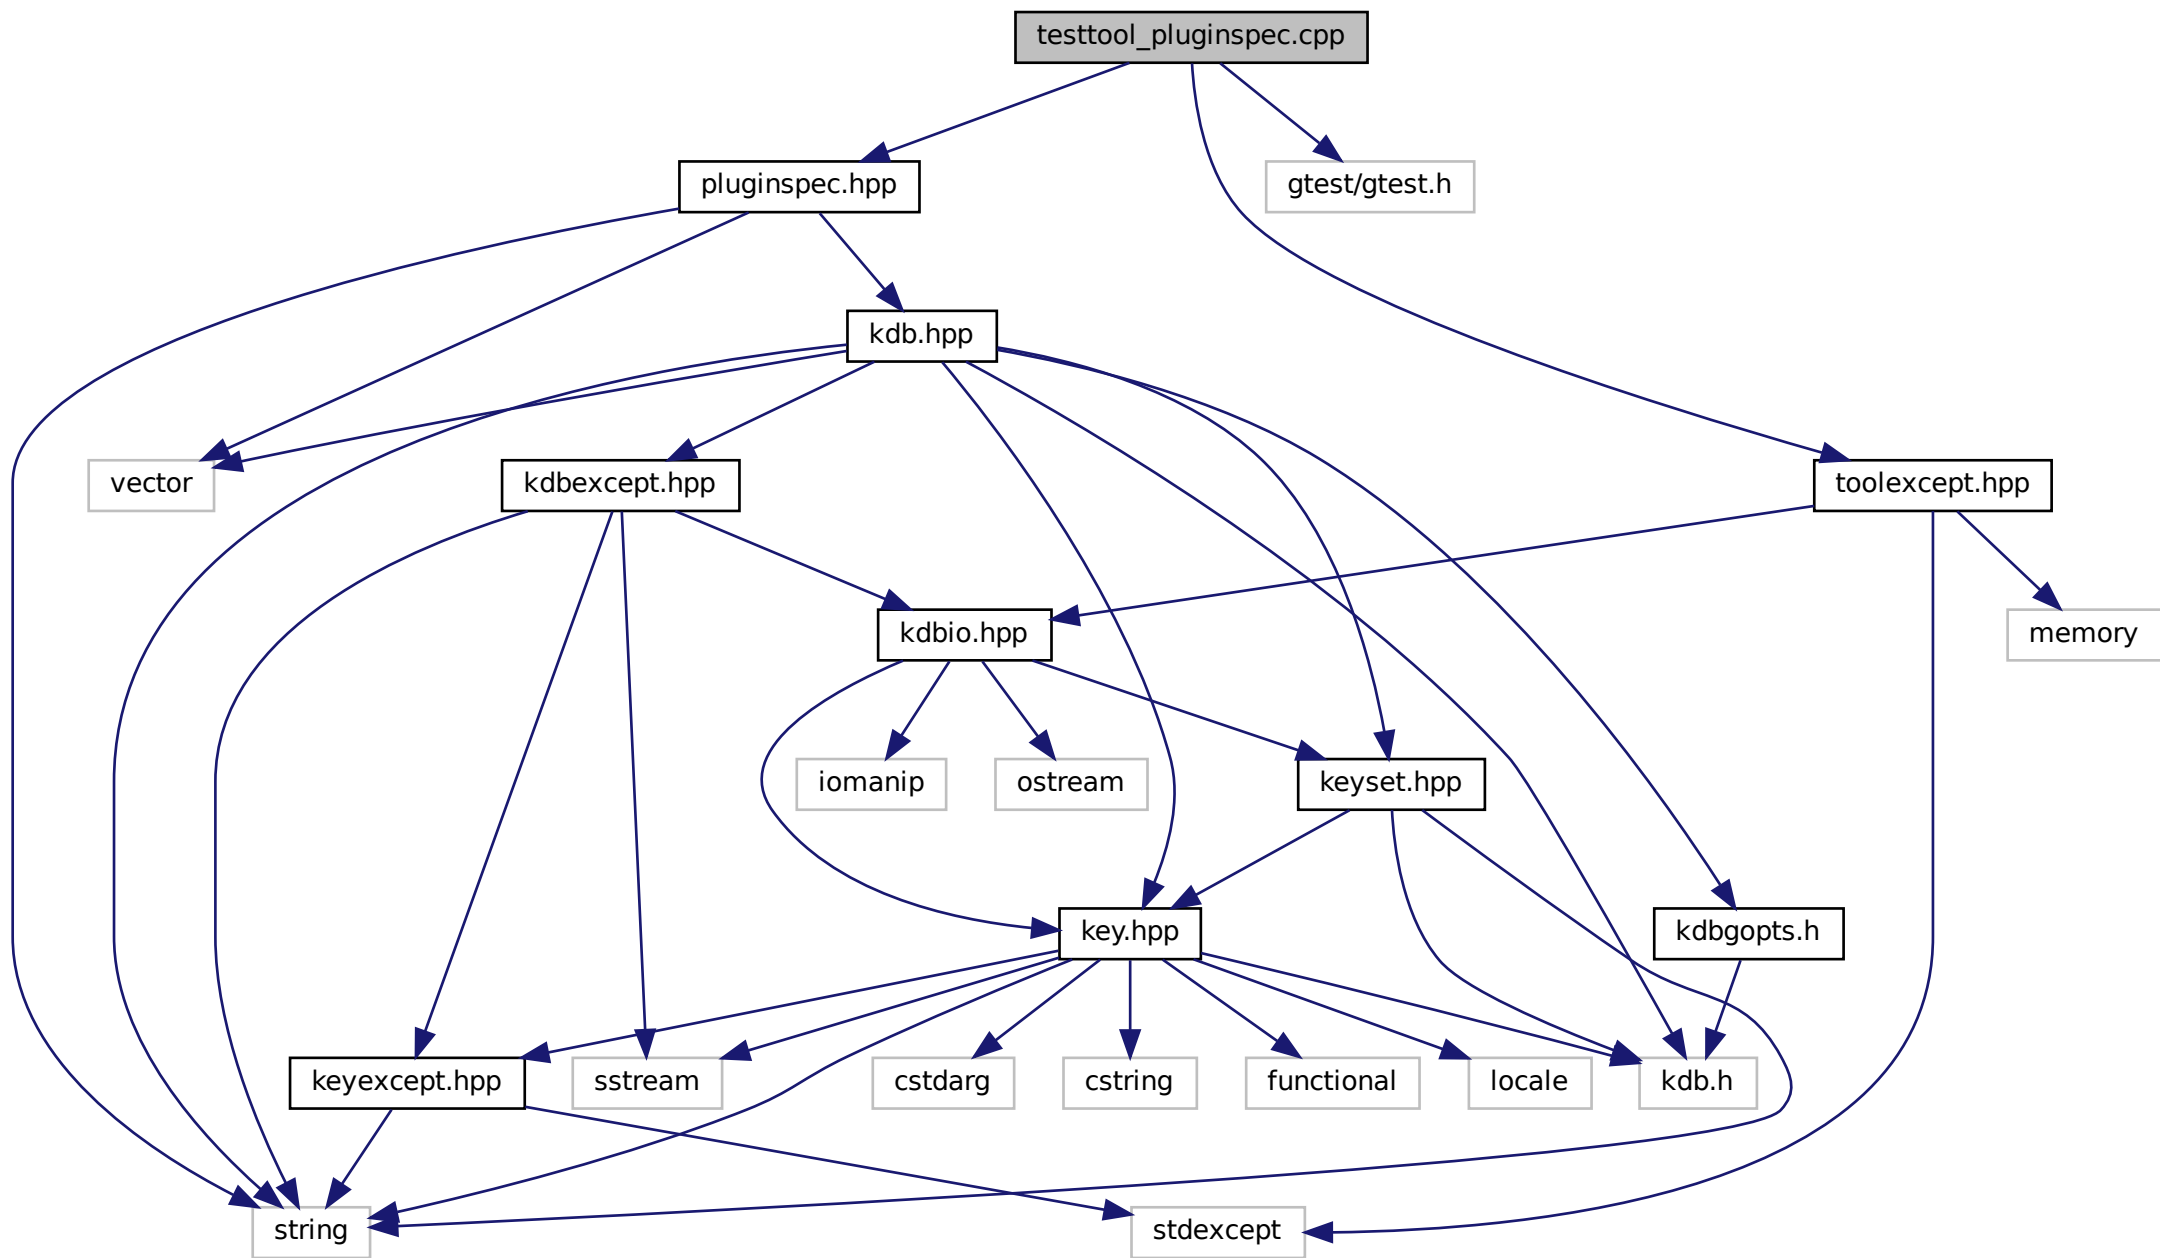 testtool_pluginspec.cpp
pluginspec.hpp
gtest/gtest.h
kdb.hpp
vector
kdbexcept.hpp
toolexcept.hpp
kdbio.hpp
memory
iomanip
ostream
keyset.hpp
key.hpp
kdbgopts.h
keyexcept.hpp
sstream
cstdarg
cstring
functional
locale
kdb.h
string
stdexcept